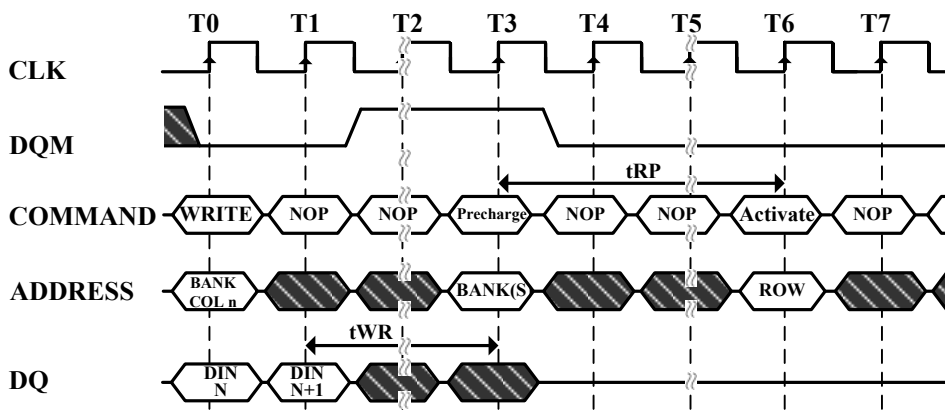 T0 T1 T2 T3 T4 T5 T6 T7
CLK
DQM
tRP
COMMAND WRITE NOP NOP Precharge NOP NOP Activate NOP
ADDRESS BANK COL n BANK(S ROW
tWR
DQ DIN N DIN N+1